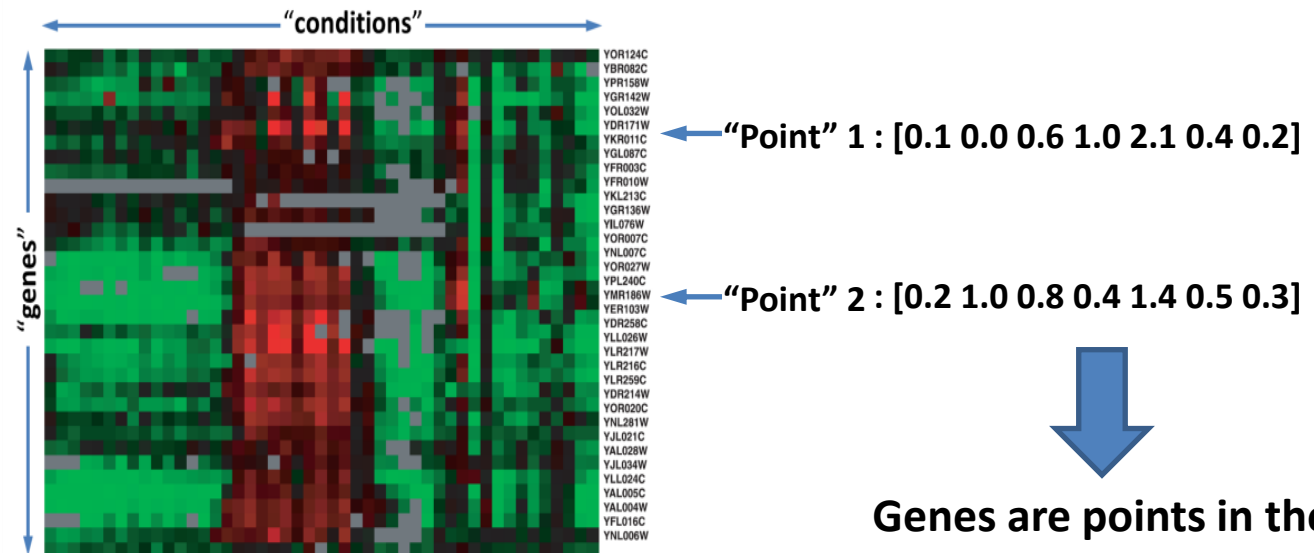 “conditions”
“genes”
YOR124C
YBR082C
YPR158W
YGR142W
YOL032W
YDR171W
YKR011C
YGL087C
YFR003C
YFR010W
YKL213C
YGR136W
YIL076W
YOR007C
YNL007C
YOR027W
YPL240C
YMR186W
YER103W
YDR258C
YLL026W
YLR217W
YLR216C
YLR259C
YDR214W
YOR020C
YNL281W
YJL021C
YAL028W
YJL034W
YLL024C
YAL005C
YAL004W
YFL016C
YNL006W
“Point” 1 : [0.1 0.0 0.6 1.0 2.1 0.4 0.2]
“Point” 2 : [0.2 1.0 0.8 0.4 1.4 0.5 0.3]
Genes are points in the